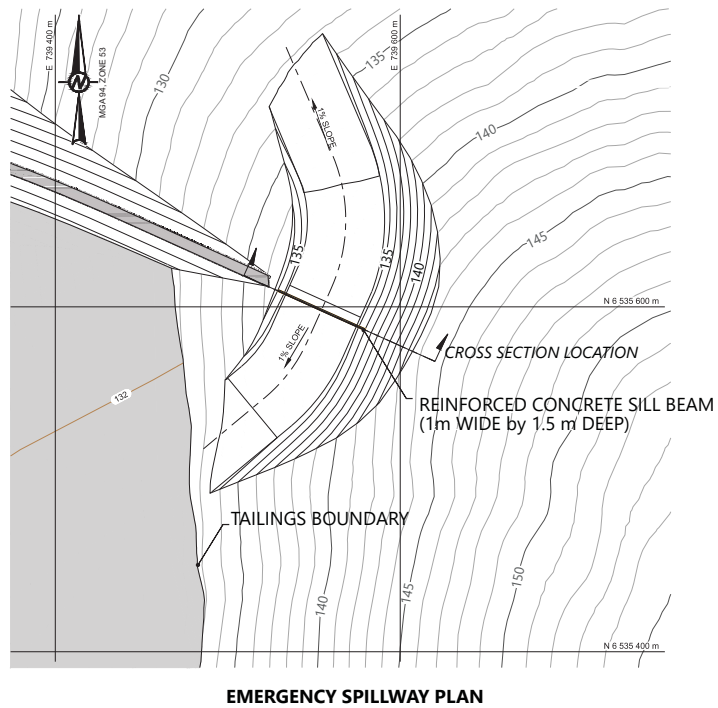 E 739 400 m
MGA 94, ZONE 53
N
130
E 739 600 m
135
140
1% SLOPE
145
135
135
140
N 6 535 600 m
1% SLOPE
CROSS SECTION LOCATION
132
REINFORCED CONCRETE SILL BEAM
(1m WIDE by 1.5 m DEEP)
TAILINGS BOUNDARY
150
145
140
N 6 535 400 m
EMERGENCY SPILLWAY PLAN